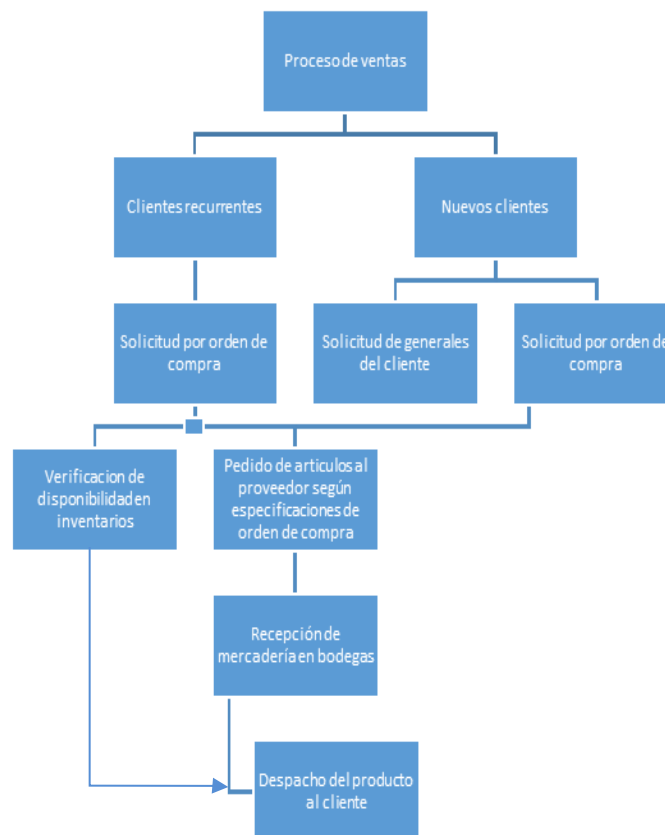 Proceso de ventas
Clientes recurrentes
Nuevos clientes
Solicitud por orden de
compra
Solicitud de generales
del cliente
Solicitud por orden de
compra
Verificacion de
disponibilidad en
inventarios
Pedido de articulos al
proveedor según
especificaciones de
orden de compra
Recepción de
mercadería en bodegas
Despacho del producto
al cliente